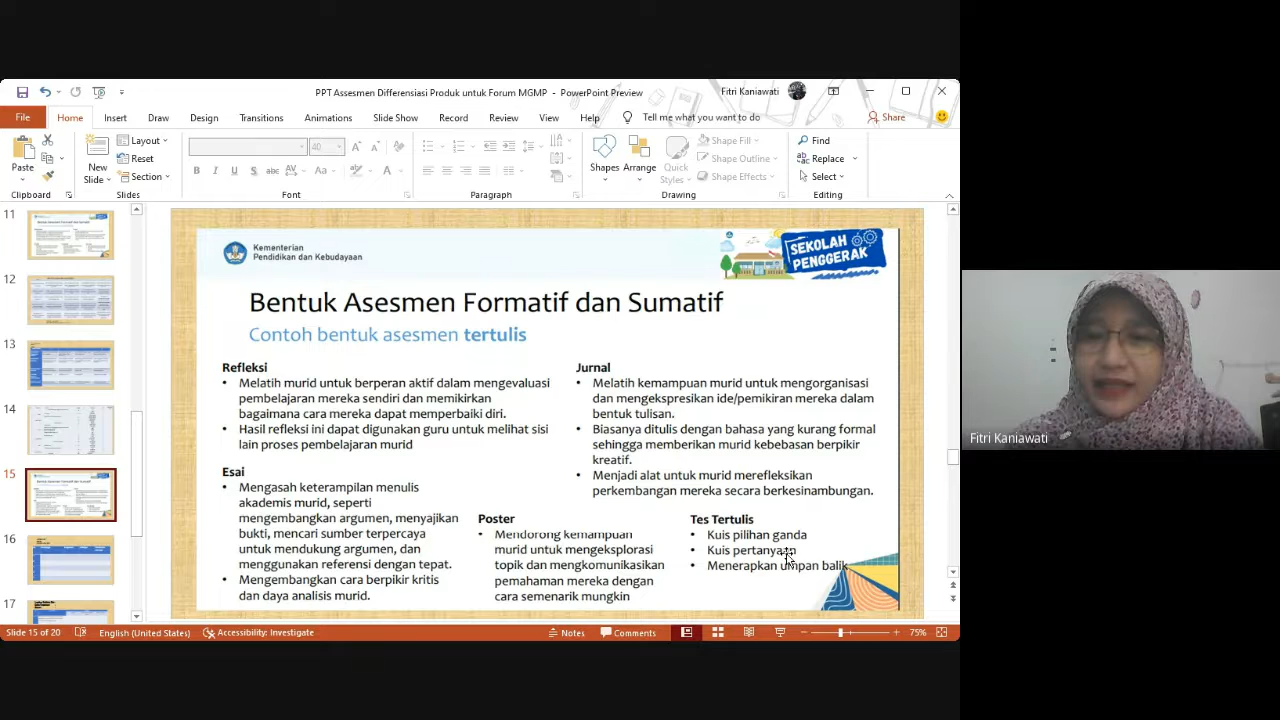 PPT Assesmen Differensiasi Produk untuk Forum MGMP - PowerPoint Preview
Fitri Kaniawati
File Home Insert Draw Design Transitions Animations Slide Show Record Review View Help Tell me what you want to do Share
Paste
New
Slide
Layout
Reset
Section
40
B I U S abc AV Aa A
Shapes
Arrange
Quick
Styles
Shape Fill
Shape Outline
Shape Effects
Find
Replace
Select
Clipboard Slides Font Paragraph Drawing Editing
11
12
13
14
15
16
17
Kementerian
Pendidikan dan Kebudayaan
SEKOLAH
PENGGERAK
Bentuk Asesmen Formatif dan Sumatif
Contoh bentuk asesmen tertulis
Refleksi
• Melatih murid untuk berperan aktif dalam mengevaluasi
pembelajaran mereka sendiri dan memikirkan
bagaimana cara mereka dapat memperbaiki diri.
• Hasil refleksi ini dapat digunakan guru untuk melihat sisi
lain proses pembelajaran murid
Esai
• Mengasah keterampilan menulis
akademis murid, seperti
mengembangkan argumen, menyajikan
bukti, mencari sumber terpercaya
untuk mendukung argumen, dan
menggunakan referensi dengan tepat.
• Mengembangkan cara berpikir kritis
dan daya analisis murid.
Jurnal
• Melatih kemampuan murid untuk mengorganisasi
dan mengekspresikan ide/pemikiran mereka dalam
bentuk tulisan.
• Biasanya ditulis dengan bahasa yang kurang formal
sehingga memberikan murid kebebasan berpikir
kreatif.
• Menjadi alat untuk murid merefleksikan
perkembangan mereka secara berkesinambungan.
Poster
• Mendorong kemampuan
murid untuk mengeksplorasi
topik dan mengkomunikasikan
pemahaman mereka dengan
cara semenarik mungkin
Tes Tertulis
• Kuis pilihan ganda
• Kuis pertanyaan
• Menerapkan umpan balik
Fitri Kaniawati
Slide 15 of 20 English (United States) Accessibility: Investigate Notes Comments 75%